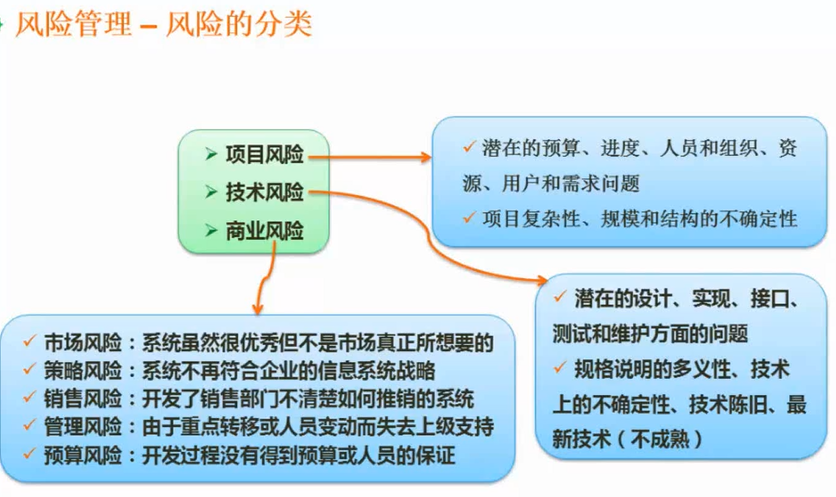 风险管理 – 风险的分类
项目风险
技术风险
商业风险
潜在的预算、进度、人员和组织、资
源、用户和需求问题
项目复杂性、规模和结构的不确定性
潜在的设计、实现、接口、
测试和维护方面的问题
规格说明的多义性、技术
上的不确定性、技术陈旧、最
新技术（不成熟）
市场风险：系统虽然很优秀但不是市场真正所想要的
策略风险：系统不再符合企业的信息系统战略
销售风险：开发了销售部门不清楚如何推销的系统
管理风险：由于重点转移或人员变动而失去上级支持
预算风险：开发过程没有得到预算或人员的保证